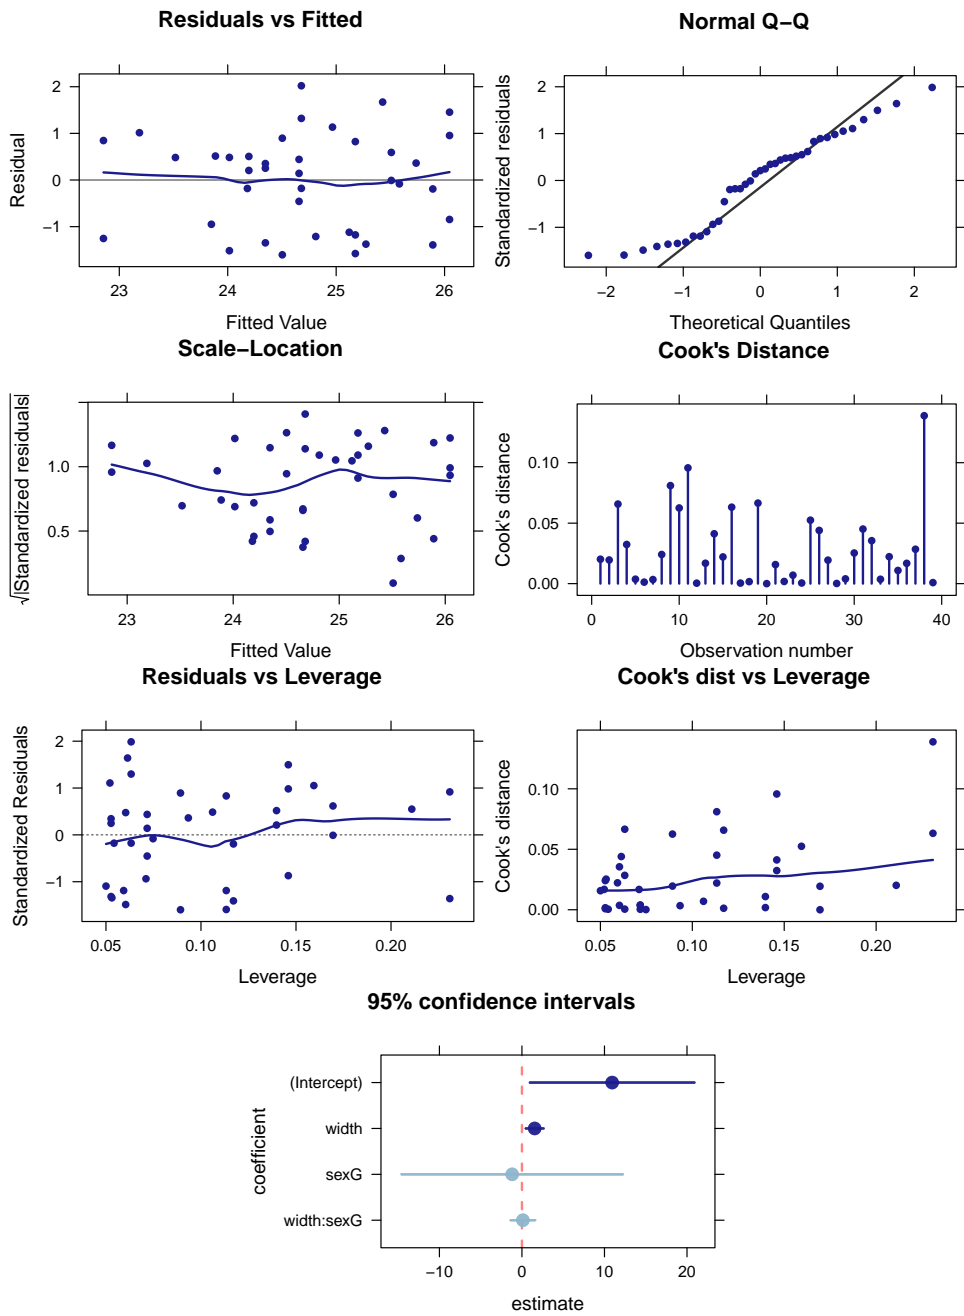 Residuals vs Fitted
Residual
2
1
0
−1
23
24
25
26
Fitted Value
Normal Q−Q
Standardized residuals
2
1
0
−1
−2
−1
0
1
2
Theoretical Quantiles
Scale−Location
√|Standardized residuals|
1.0
0.5
23
24
25
26
Fitted Value
Cook's Distance
Cook's distance
0.10
0.05
0.00
0
10
20
30
40
Observation number
Residuals vs Leverage
Standardized Residuals
2
1
0
−1
0.05
0.10
0.15
0.20
Leverage
Cook's dist vs Leverage
Cook's distance
0.10
0.05
0.00
0.05
0.10
0.15
0.20
Leverage
95% confidence intervals
coefficient
(Intercept)
width
sexG
width:sexG
−10
0
10
20
estimate